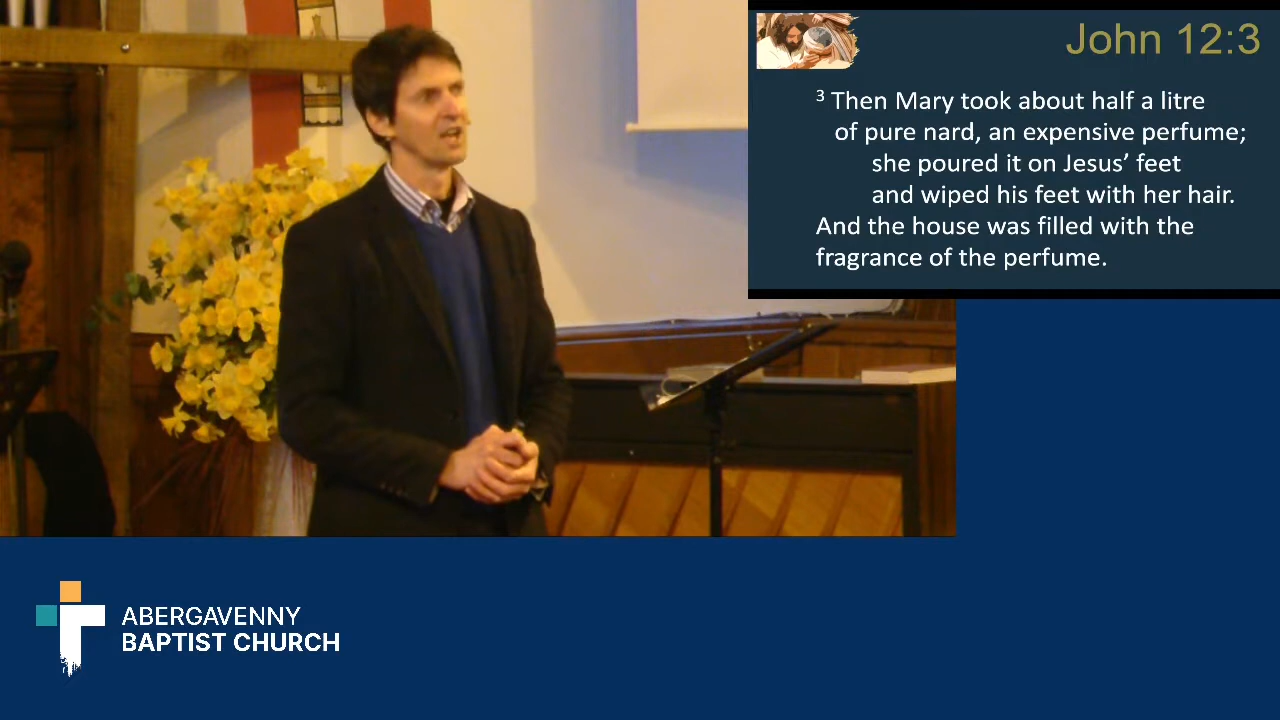 John 12:3
³ Then Mary took about half a litre
of pure nard, an expensive perfume;
she poured it on Jesus’ feet
and wiped his feet with her hair.
And the house was filled with the
fragrance of the perfume.
ABERGAVENNY
BAPTIST CHURCH